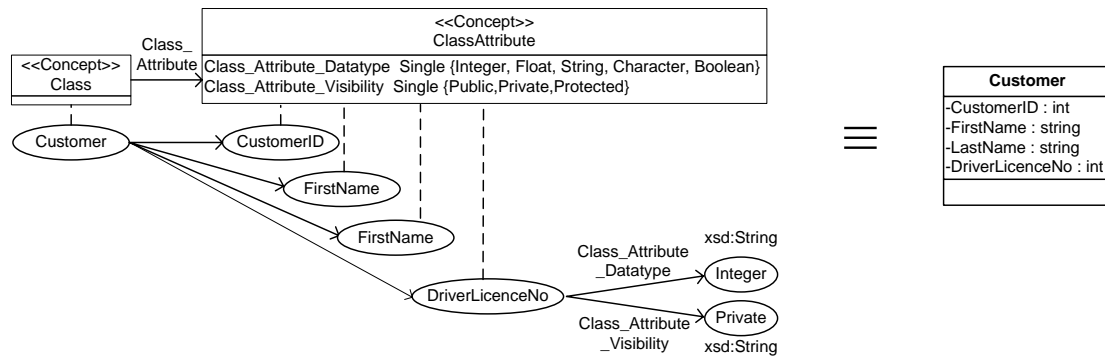 <<Concept>>
ClassAttribute
Class_
Attribute
<<Concept>>
Class
Class_Attribute_Datatype Single {Integer, Float, String, Character, Boolean}
Class_Attribute_Visibility Single {Public,Private,Protected}
Customer
CustomerID
FirstName
FirstName
DriverLicenceNo
Class_Attribute
_Datatype
xsd:String
Integer
Private
Class_Attribute
_Visibility
xsd:String
≡
Customer
-CustomerID : int
-FirstName : string
-LastName : string
-DriverLicenceNo : int